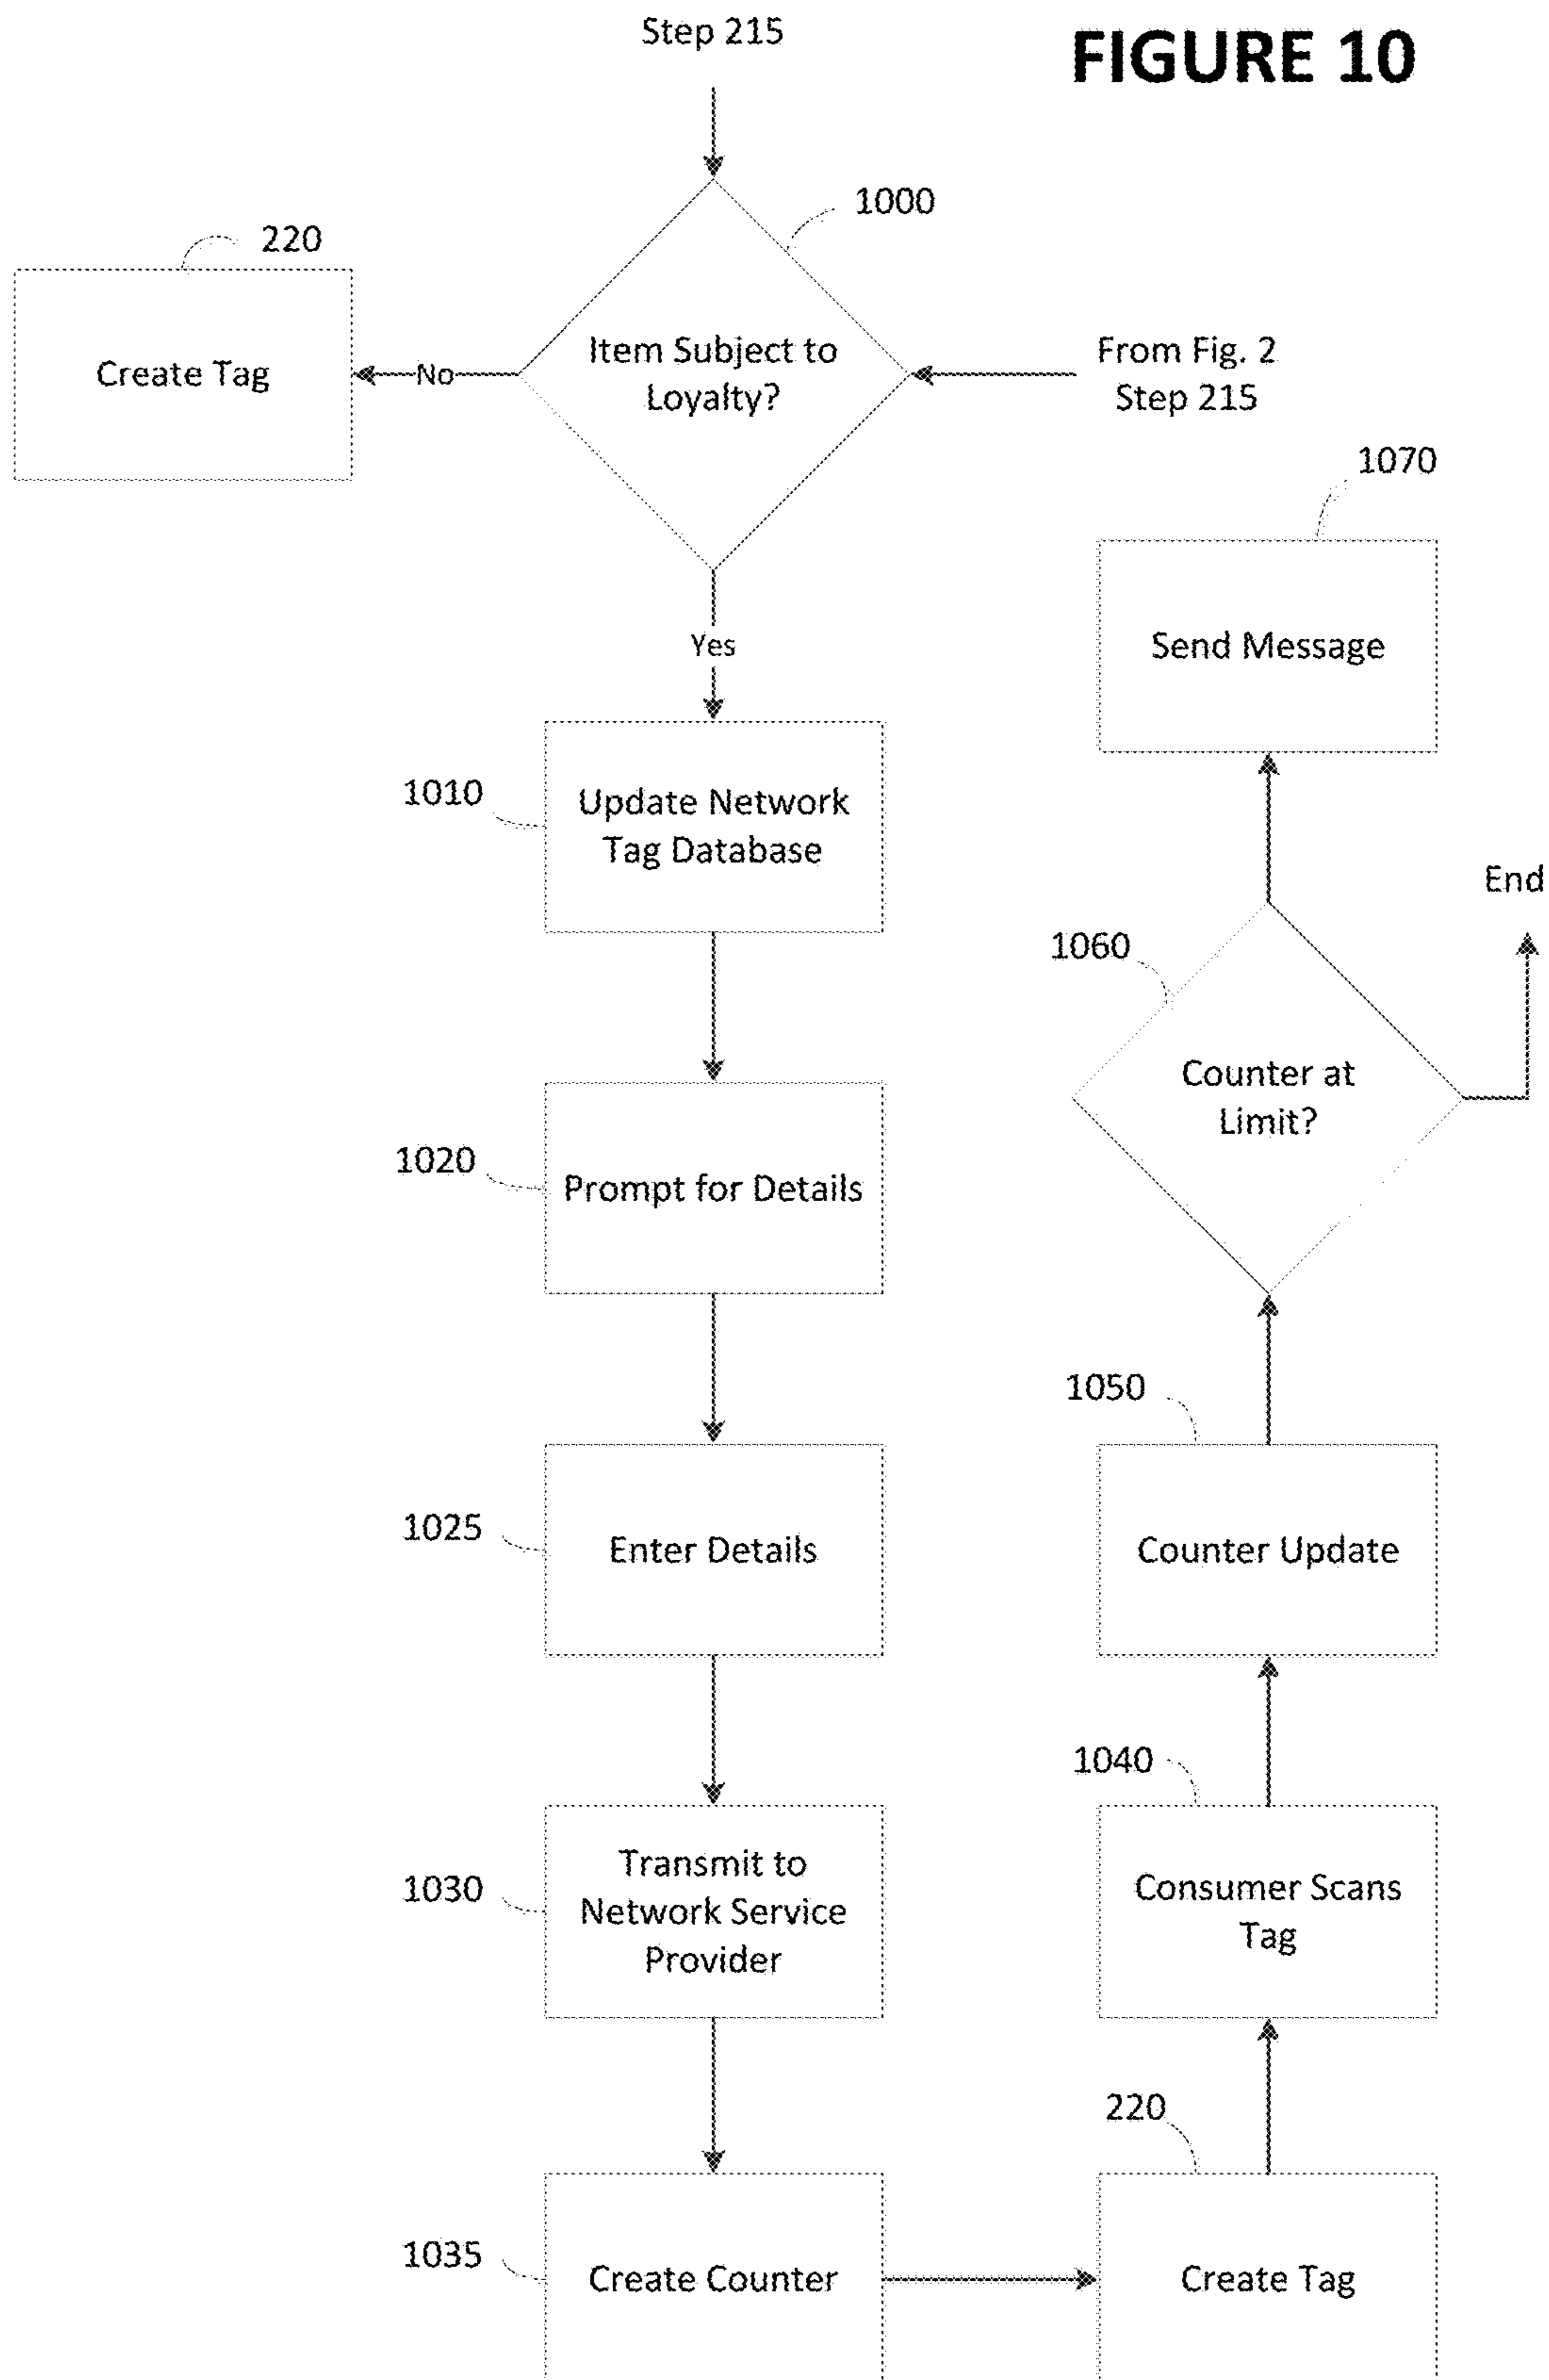 Step 215
FIGURE 10
1000
220
Create Tag
No
Item Subject to
Loyalty?
From Fig. 2
Step 215
1070
Send Message
Yes
1010
Update Network
Tag Database
End
1060
Counter at
Limit?
1020
Prompt for Details
1050
Counter Update
1025
Enter Details
1040
Consumer Scans
Tag
1030
Transmit to
Network Service
Provider
220
Create Tag
1035
Create Counter